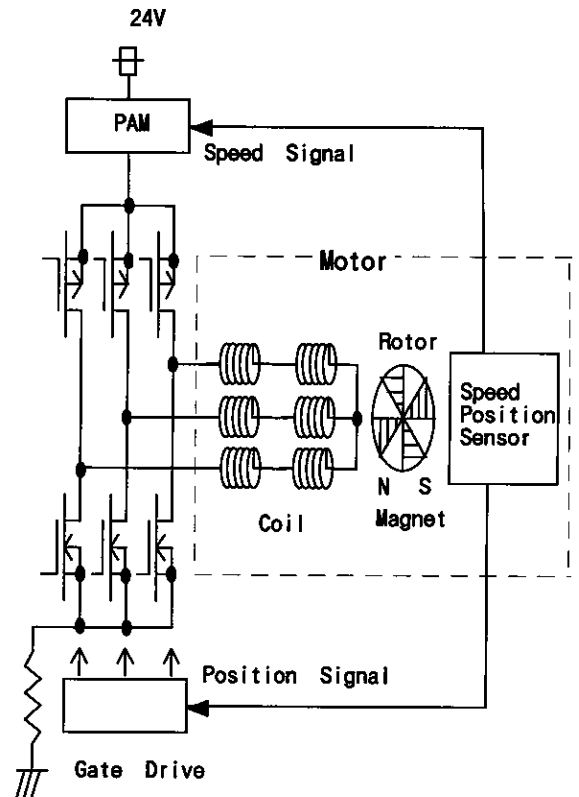 24V
PAM
Speed Signal
Motor
Rotor
Speed
Position
Sensor
N S
Coil
Magnet
Position Signal
Gate Drive